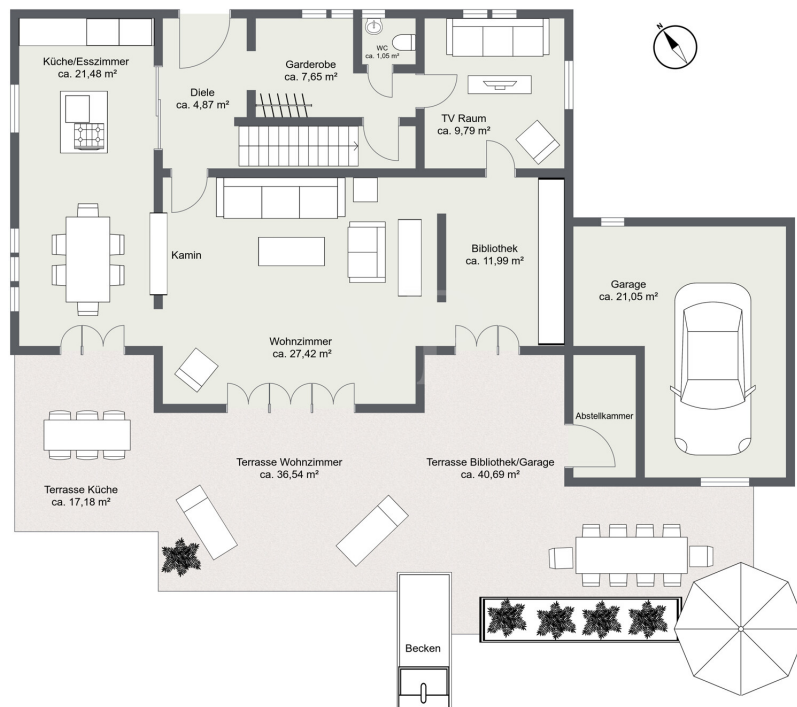 N
Küche/Esszimmer
ca. 21,48 m²
Diele
ca. 4,87 m²
Garderobe
ca. 7,65 m²
WC
ca. 1,05 m²
TV Raum
ca. 9,79 m²
Kamin
Bibliothek
ca. 11,99 m²
Wohnzimmer
ca. 27,42 m²
Garage
ca. 21,05 m²
Abstellkammer
Terrasse Küche
ca. 17,18 m²
Terrasse Wohnzimmer
ca. 36,54 m²
Terrasse Bibliothek/Garage
ca. 40,69 m²
Becken